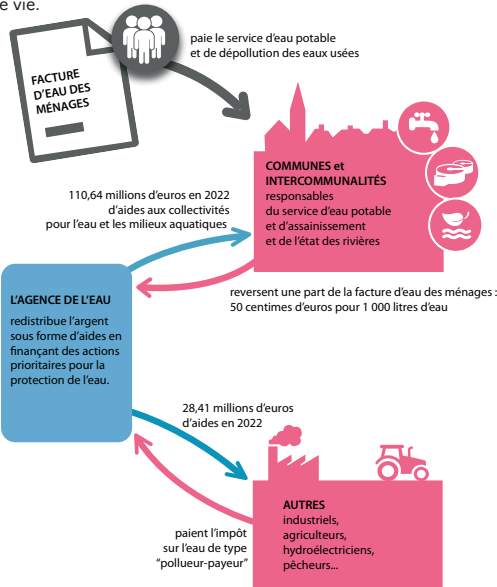 e vie.
paie le service d'eau potable
et de dépollution des eaux usées
FACTURE
D'EAU DES
MÉNAGES
COMMUNES et
INTERCOMMUNALITÉS
responsables
du service d'eau potable
et d'assainissement
et de l'état des rivières
110,64 millions d'euros en 2022
d'aides aux collectivités
pour l'eau et les milieux aquatiques
reversent une part de la facture d'eau des ménages :
50 centimes d'euros pour 1 000 litres d'eau
L'AGENCE DE L'EAU
redistribue l'argent
sous forme d'aides en
finançant des actions
prioritaires pour la
protection de l'eau.
28,41 millions d'euros
d'aides en 2022
paient l'impôt
sur l'eau de type
"pollueur-payeur"
AUTRES
industriels,
agriculteurs,
hydroélectriciens,
pêcheurs...